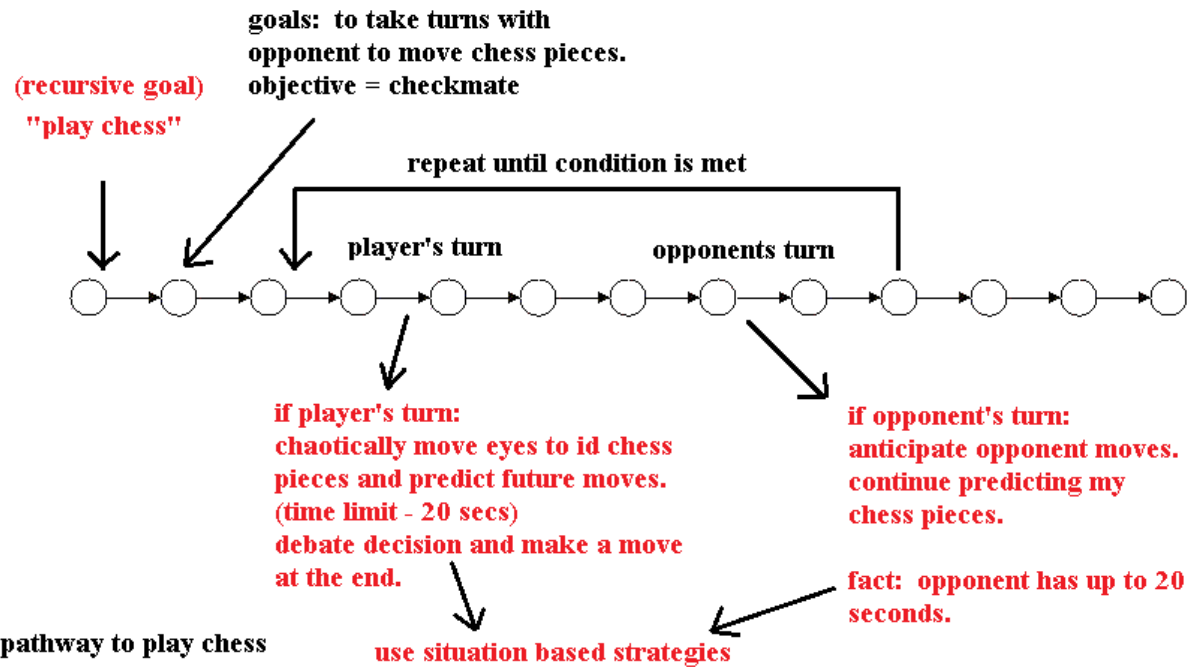 goals:  to take turns with
opponent to move chess pieces.
objective = checkmate
(recursive goal)
"play chess"
repeat until condition is met
player's turn
opponents turn
if player's turn:
chaotically move eyes to id chess
pieces and predict future moves.
(time limit - 20 secs)
debate decision and make a move
at the end.
if opponent's turn:
anticipate opponent moves.
continue predicting my
chess pieces.
fact:  opponent has up to 20
seconds.
pathway to play chess
use situation based strategies